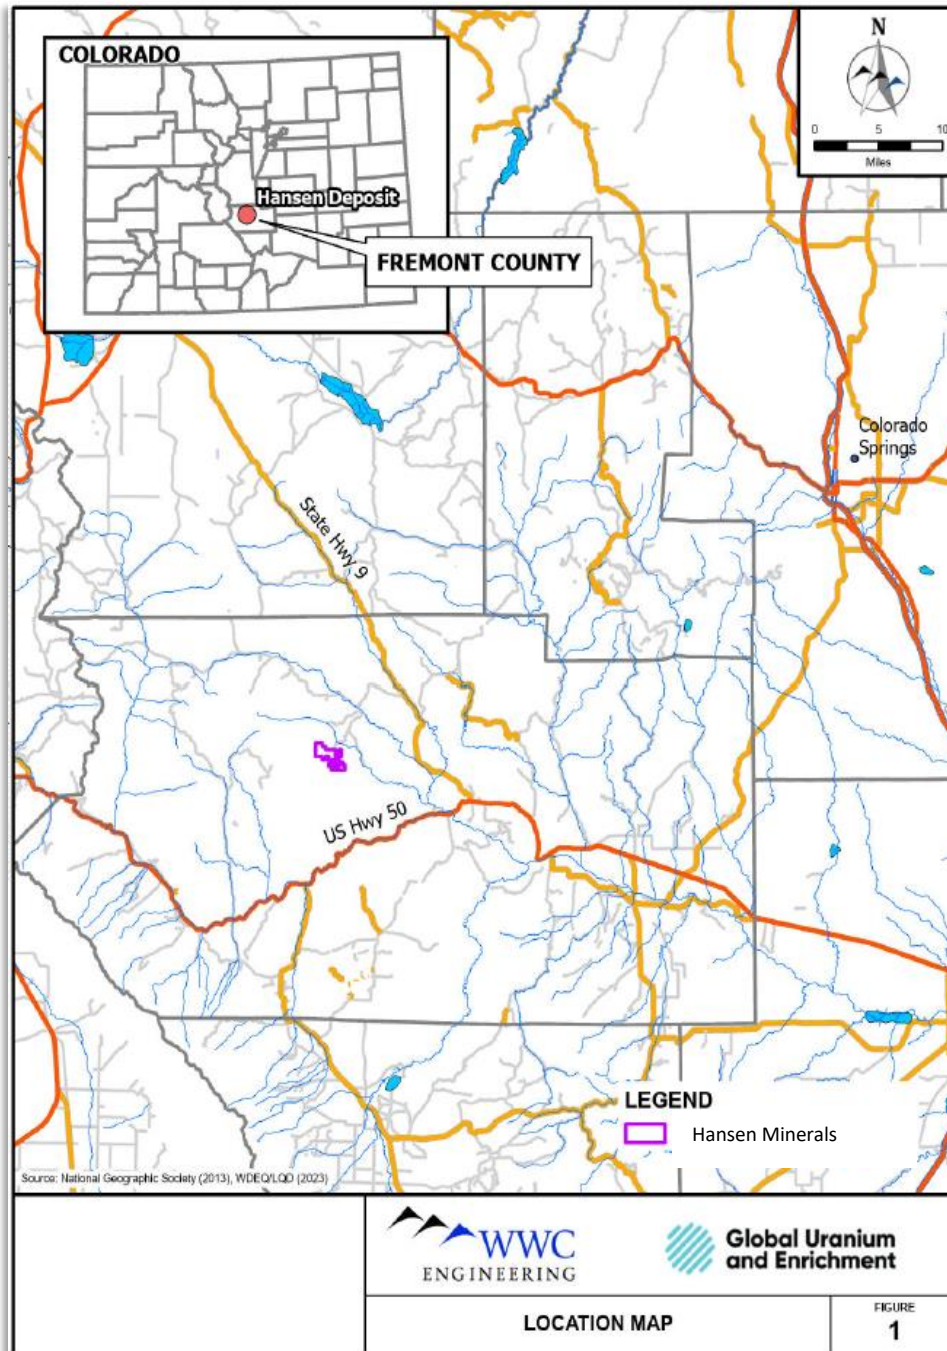 COLORADO
Hansen Deposit
FREMONT COUNTY
N
0 5 10
Miles
Colorado
Springs
State Hwy 9
US Hwy 50
LEGEND
Hansen Minerals
Source: National Geographic Society (2013), WDEQ/LQD (2023)
WWC
ENGINEERING
Global Uranium
and Enrichment
LOCATION MAP
FIGURE
1